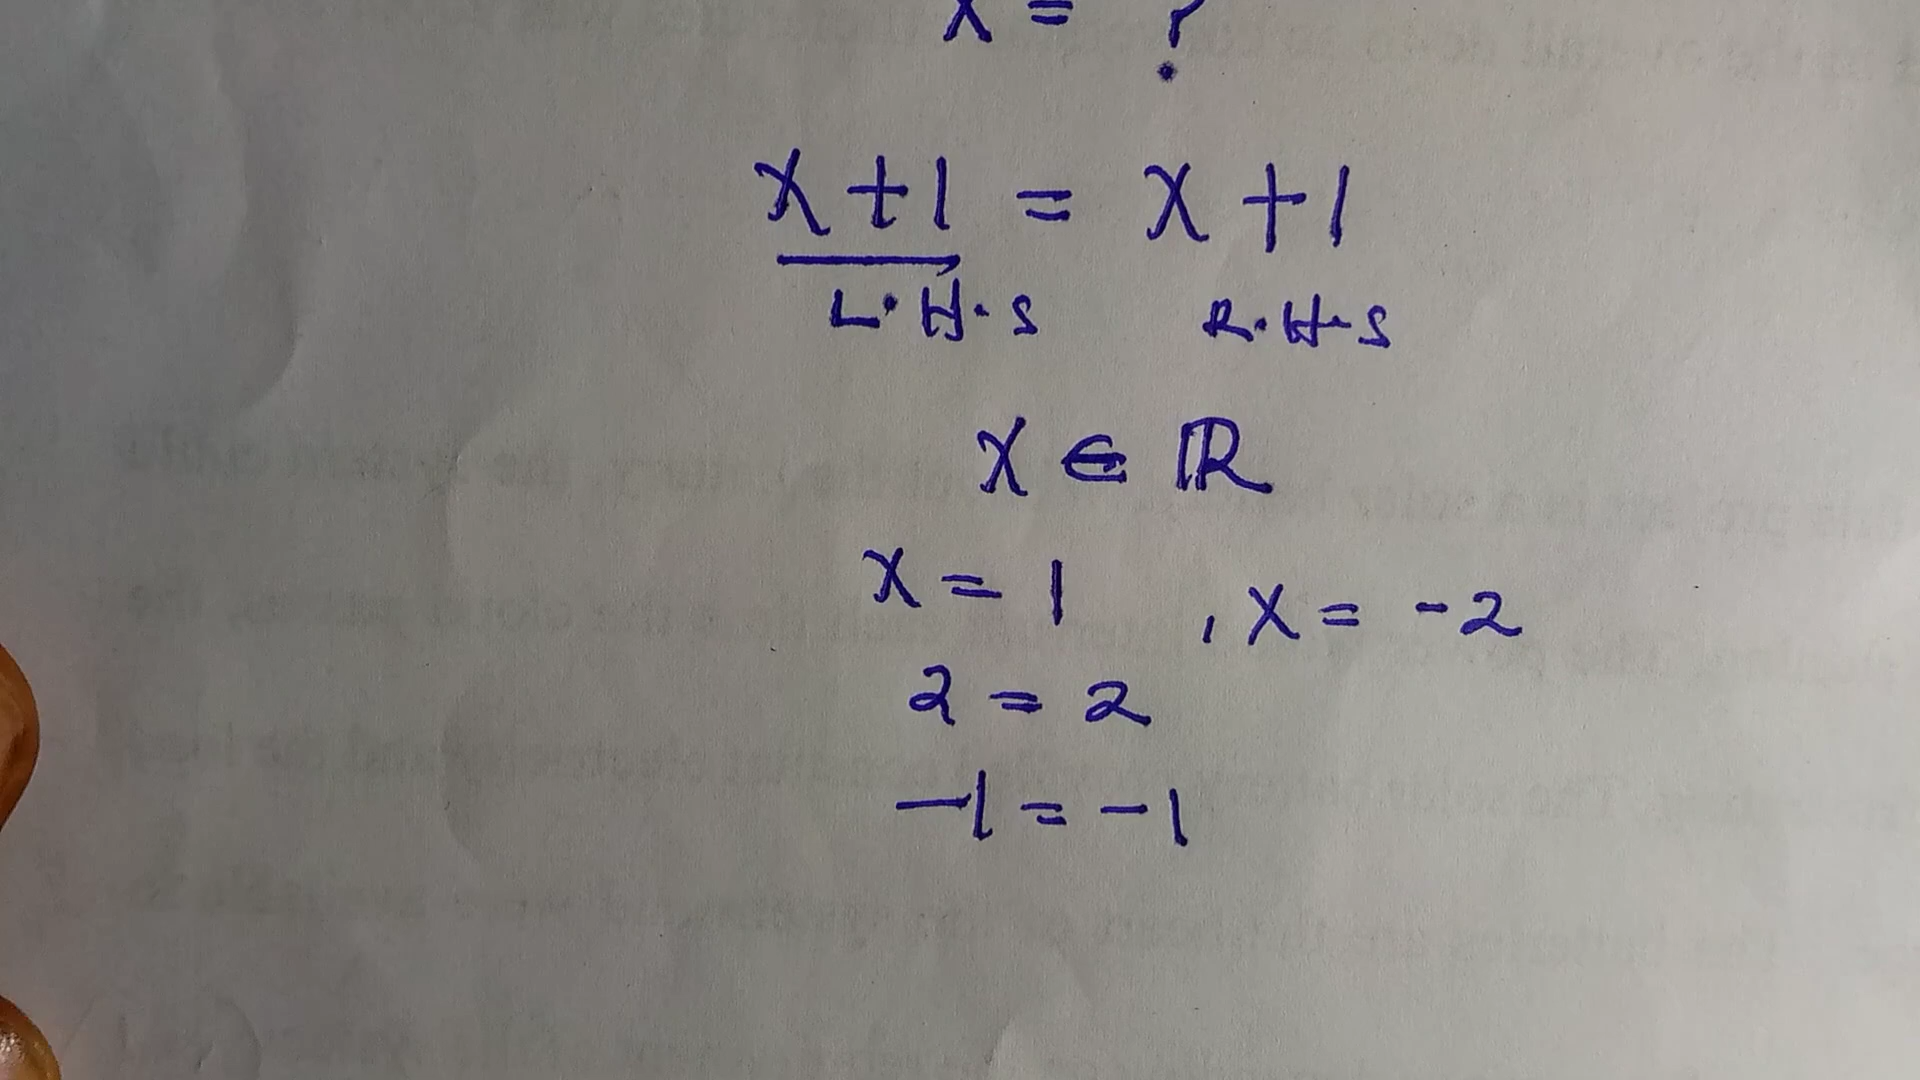 x = ?
x + 1 = x + 1
L.H.S R.H.S
x ∈ ℝ
x = 1 , x = -2
2 = 2
-1 = -1